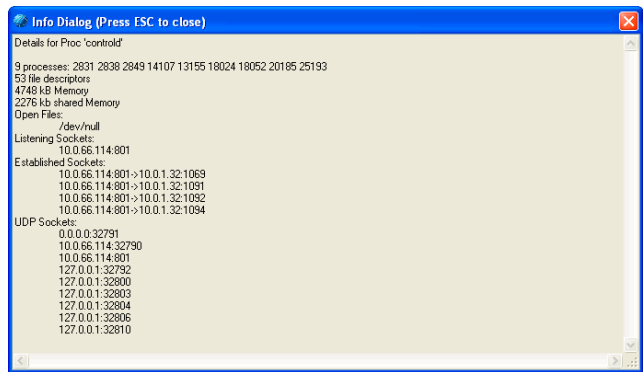 Info Dialog (Press ESC to close)
Details for Proc 'controld'
9 processes: 2831 2838 2849 14107 13155 18024 18052 20185 25193
53 file descriptors
4748 kB Memory
2276 kb shared Memory
Open Files:
/dev/null
Listening Sockets:
10.0.66.114:801
Established Sockets:
10.0.66.114:801->10.0.1.32:1069
10.0.66.114:801->10.0.1.32:1091
10.0.66.114:801->10.0.1.32:1092
10.0.66.114:801->10.0.1.32:1094
UDP Sockets:
0.0.0.0:32791
10.0.66.114:32790
10.0.66.114:801
127.0.0.1:32792
127.0.0.1:32800
127.0.0.1:32803
127.0.0.1:32804
127.0.0.1:32806
127.0.0.1:32810